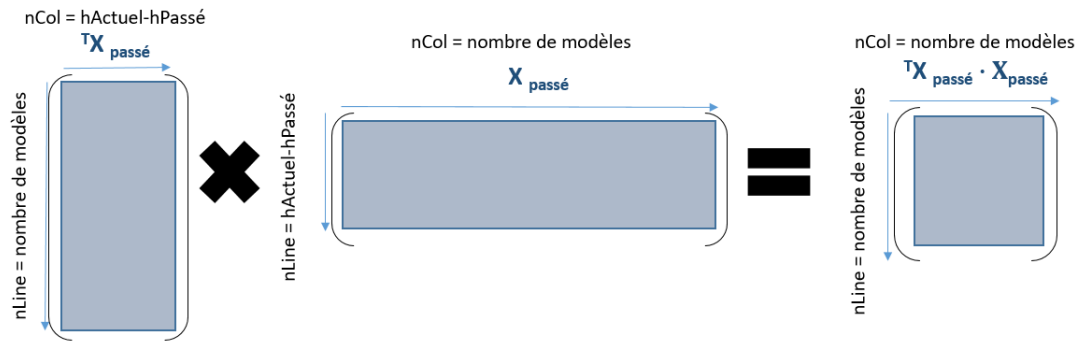 nCol = hActuel-hPassé
ᵀX passé
nLine = nombre de modèles
nCol = nombre de modèles
X passé
nLine = hActuel-hPassé
nCol = nombre de modèles
ᵀX passé · Xpassé
nLine = nombre de modèles